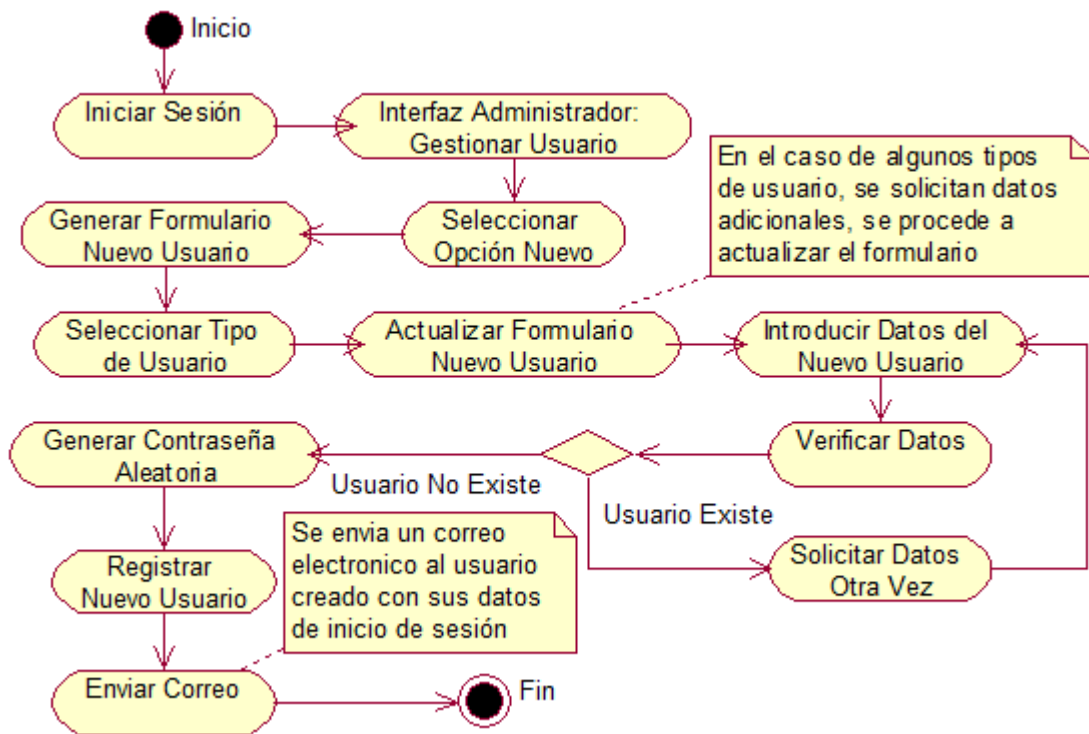 Inicio
Iniciar Sesión
Interfaz Administrador:
Gestionar Usuario
En el caso de algunos tipos
de usuario, se solicitan datos
adicionales, se procede a
actualizar el formulario
Generar Formulario
Nuevo Usuario
Seleccionar
Opción Nuevo
Seleccionar Tipo
de Usuario
Actualizar Formulario
Nuevo Usuario
Introducir Datos del
Nuevo Usuario
Generar Contraseña
Aleatoria
Verificar Datos
Usuario No Existe
Usuario Existe
Se envia un correo
electronico al usuario
creado con sus datos
de inicio de sesión
Registrar
Nuevo Usuario
Solicitar Datos
Otra Vez
Enviar Correo
Fin